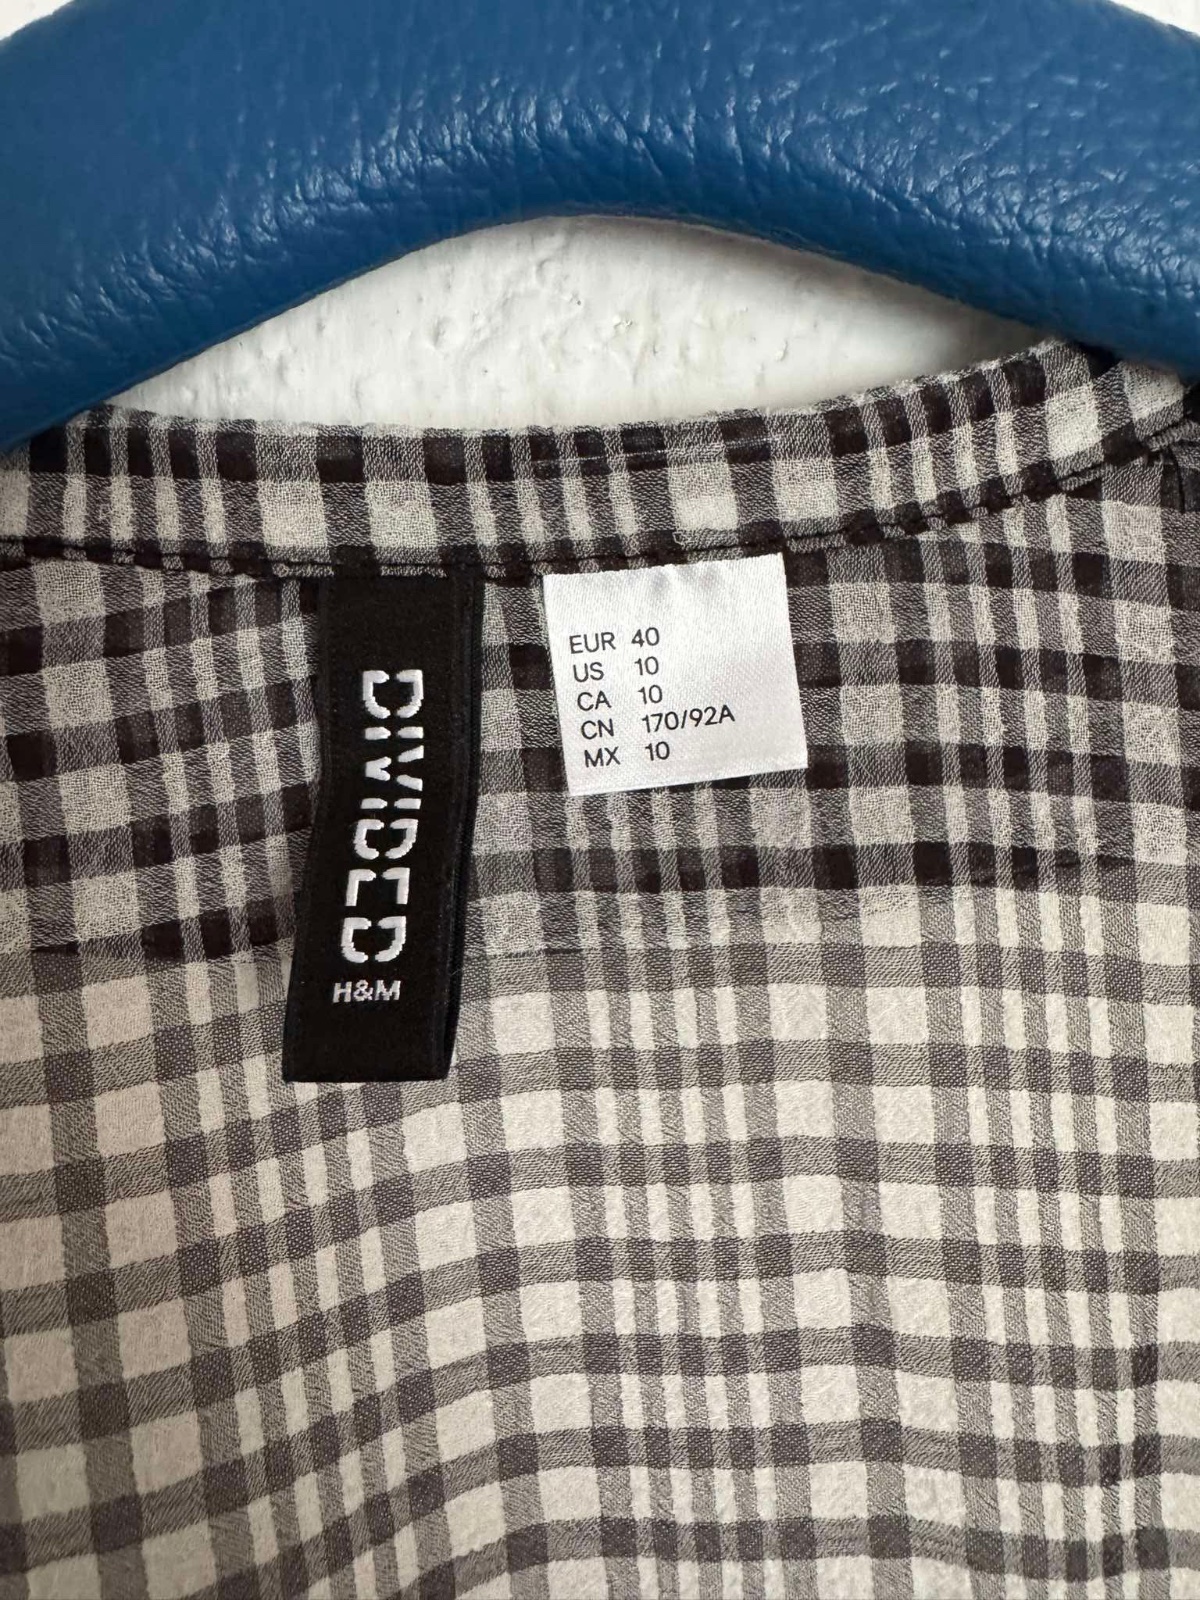 DIVIDED
H&M
EUR 40
US 10
CA 10
CN 170/92A
MX 10